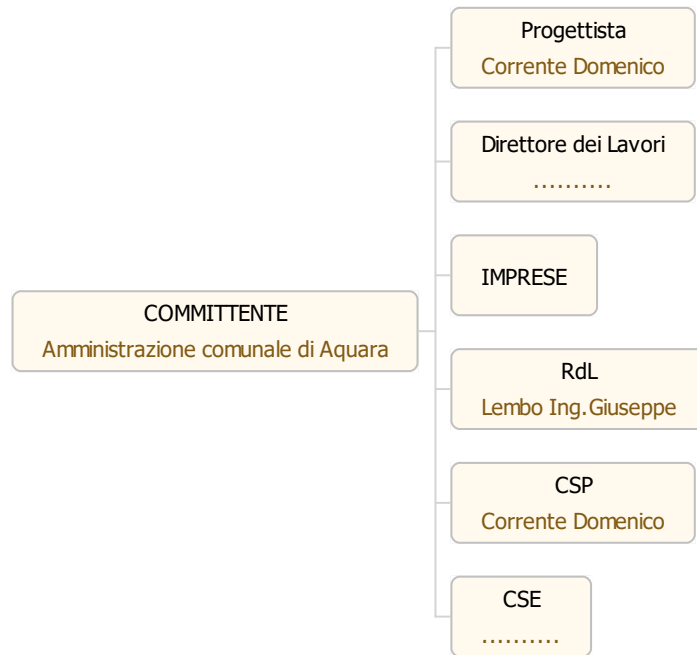 Progettista
Corrente Domenico
Direttore dei Lavori
..........
IMPRESE
COMMITTENTE
Amministrazione comunale di Aquara
RdL
Lembo Ing.Giuseppe
CSP
Corrente Domenico
CSE
..........